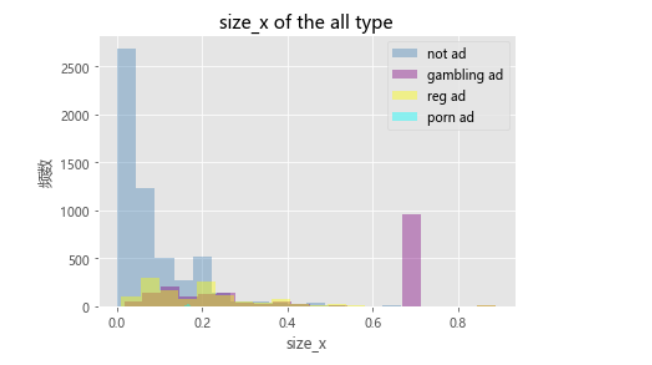 size_x of the all type
not ad
gambling ad
reg ad
porn ad
2500
2000
1500
1000
500
0
频数
0.0 0.2 0.4 0.6 0.8
size_x